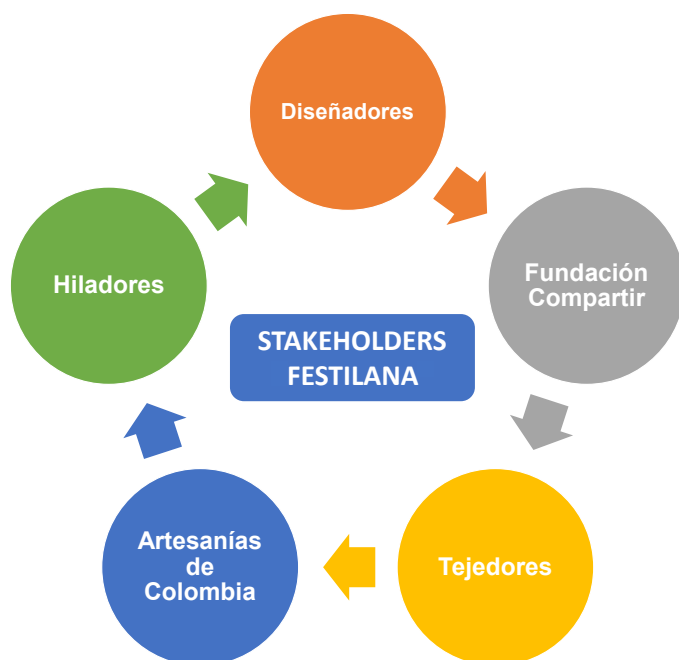 Diseñadores
Fundación
Compartir
Tejedores
Artesanías
de
Colombia
Hiladores
STAKEHOLDERS
FESTILANA